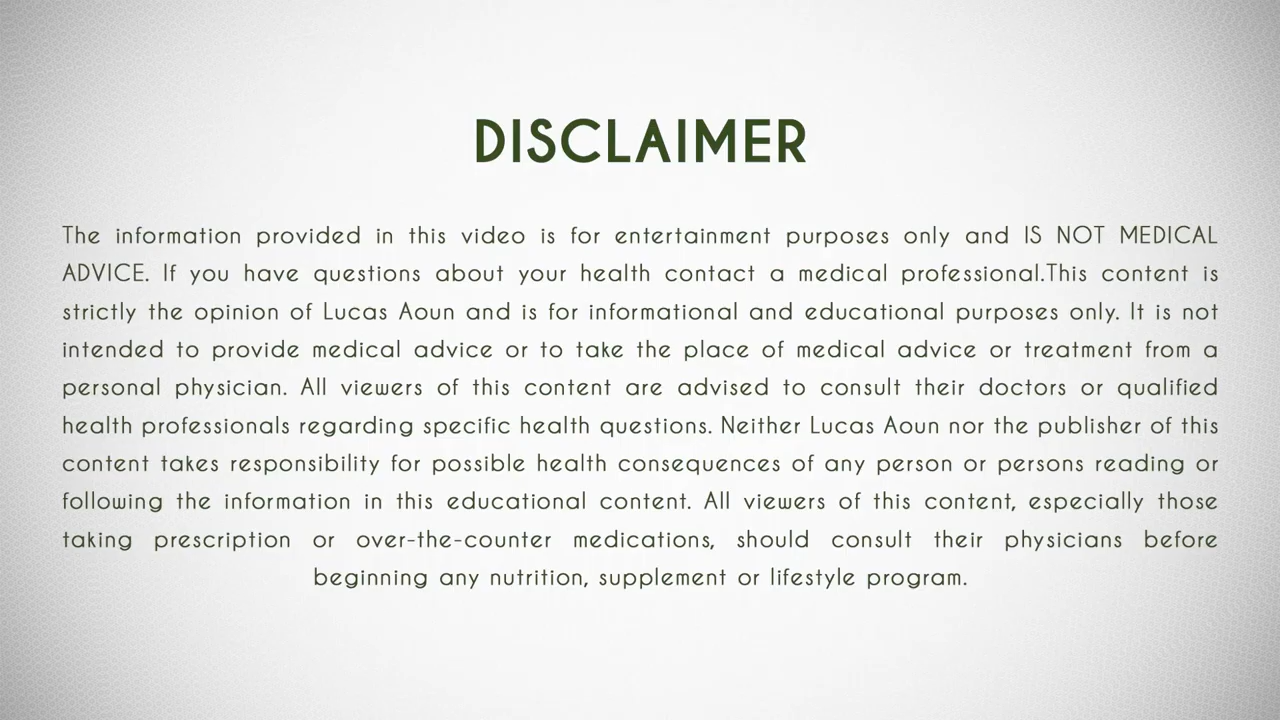 DISCLAIMER
The information provided in this video is for entertainment purposes only and IS NOT MEDICAL
ADVICE. If you have questions about your health contact a medical professional.This content is
strictly the opinion of Lucas Aoun and is for informational and educational purposes only. It is not
intended to provide medical advice or to take the place of medical advice or treatment from a
personal physician. All viewers of this content are advised to consult their doctors or qualified
health professionals regarding specific health questions. Neither Lucas Aoun nor the publisher of this
content takes responsibility for possible health consequences of any person or persons reading or
following the information in this educational content. All viewers of this content, especially those
taking prescription or over-the-counter medications, should consult their physicians before
beginning any nutrition, supplement or lifestyle program.